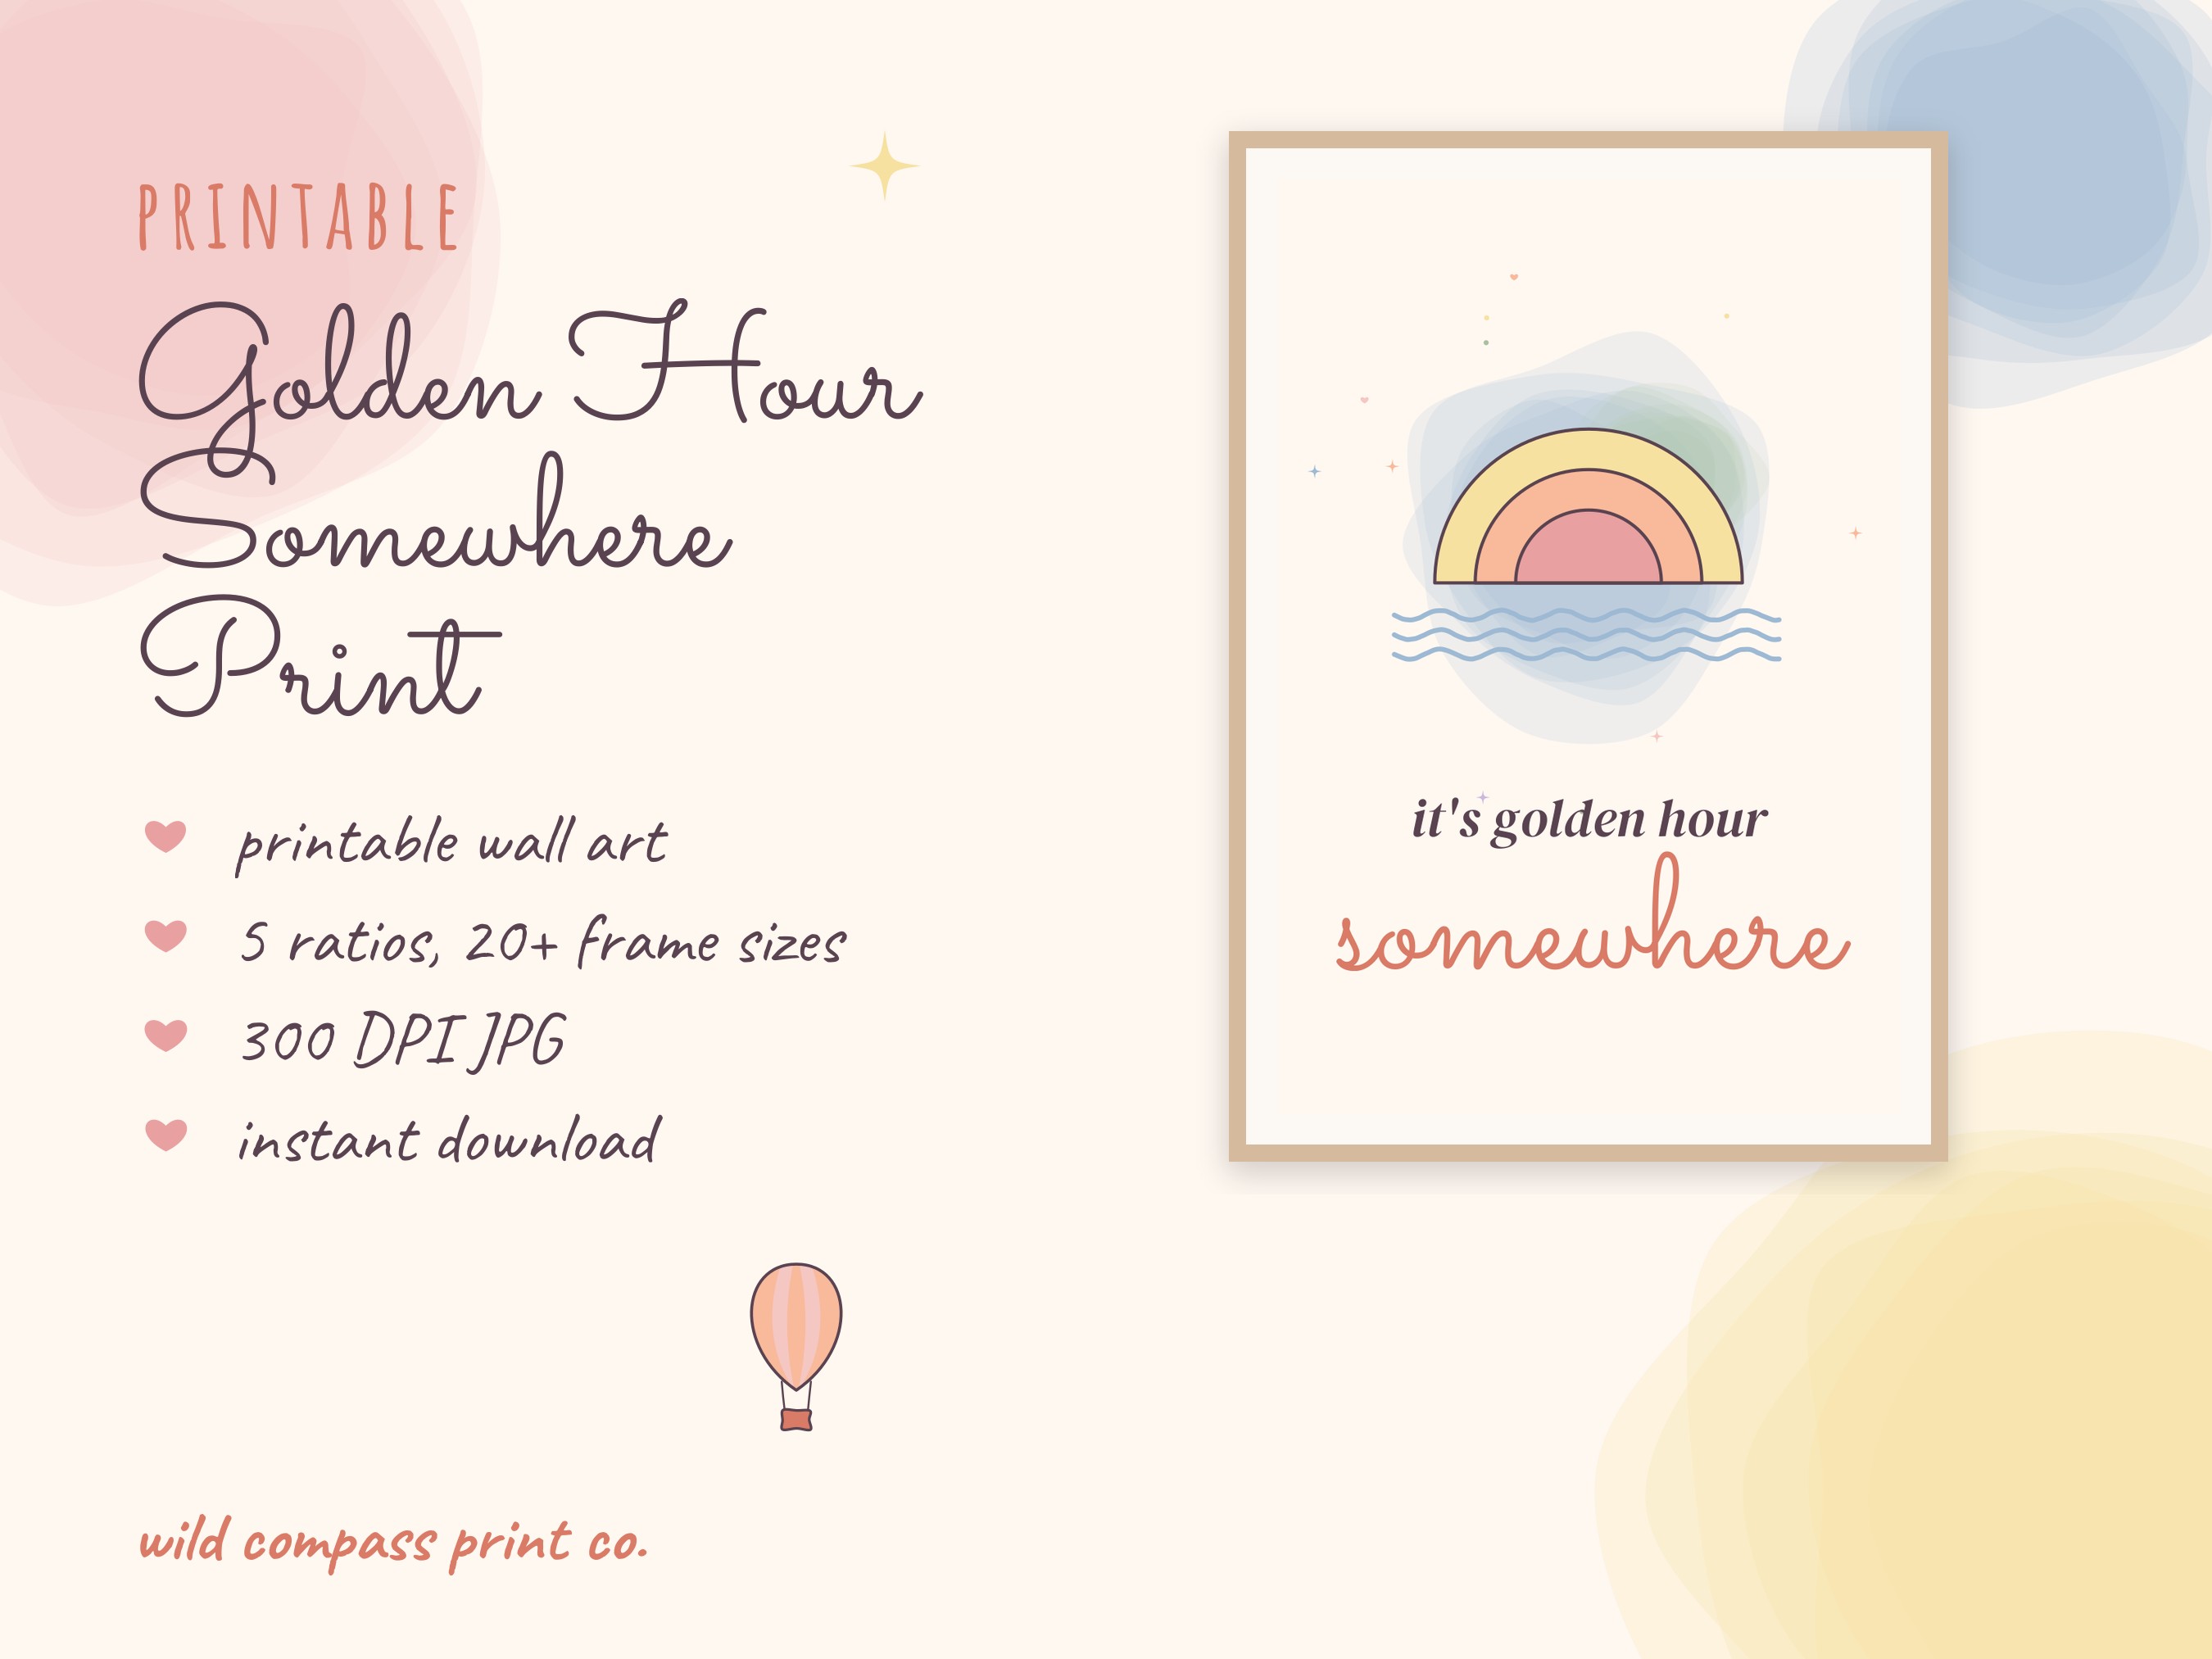 PRINTABLE
Golden Hour
Somewhere
Print
printable wall art
5 ratios, 20+ frame sizes
300 DPI JPG
instant download
wild compass print co.
it's golden hour
somewhere